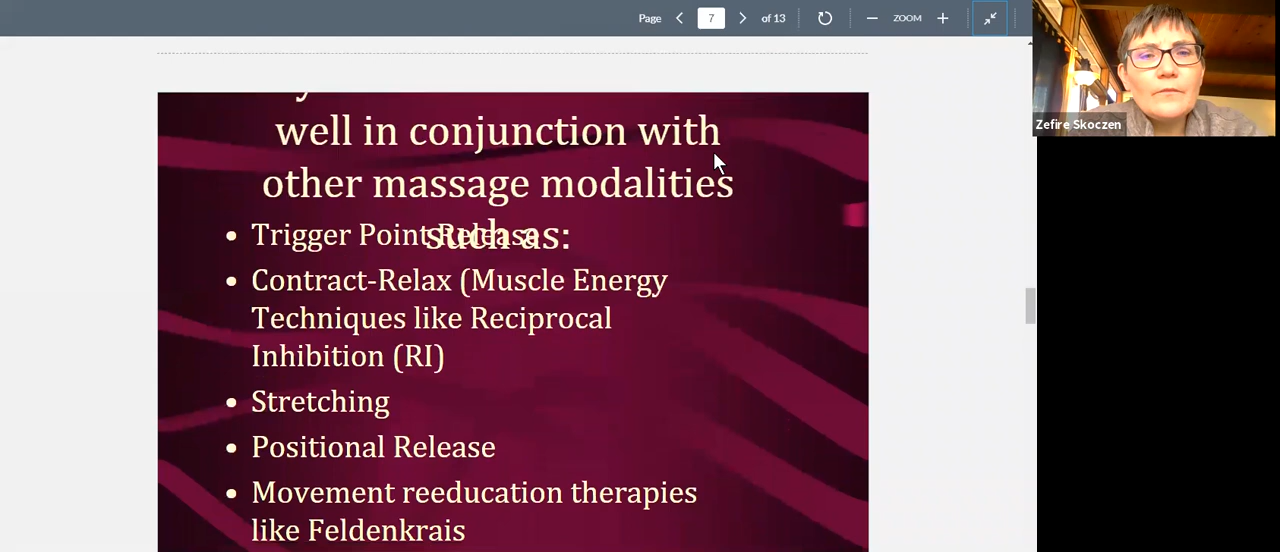 Page 7 of 13 ZOOM
Zefire Skoczen
well in conjunction with
other massage modalities
such as:
• Trigger Point Release
• Contract-Relax (Muscle Energy
Techniques like Reciprocal
Inhibition (RI)
• Stretching
• Positional Release
• Movement reeducation therapies
like Feldenkrais